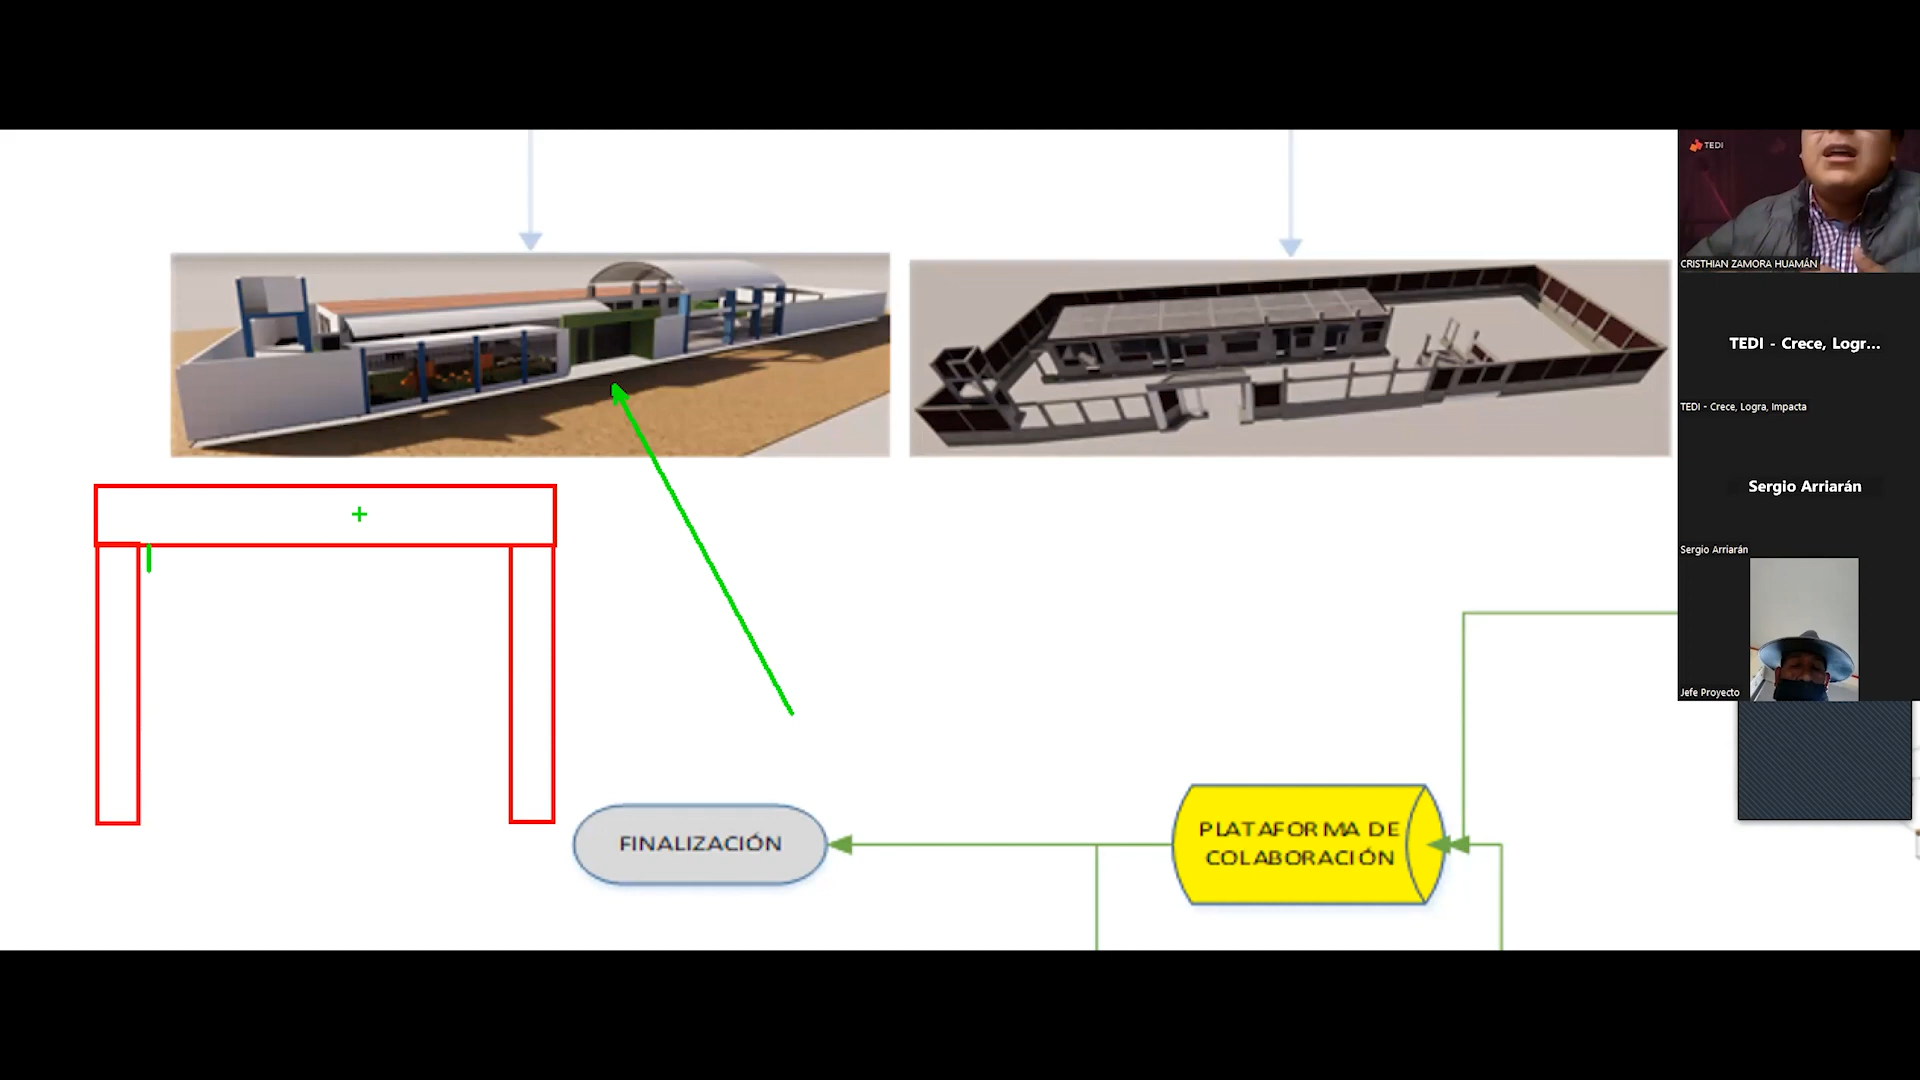 TEDI
CRISTHIAN ZAMORA HUAMÁN
TEDI - Crece, Logr...
TEDI - Crece, Logra, Impacta
Sergio Arriarán
Sergio Arriarán
Jefe Proyecto
FINALIZACIÓN
PLATAFORMA DE
COLABORACIÓN